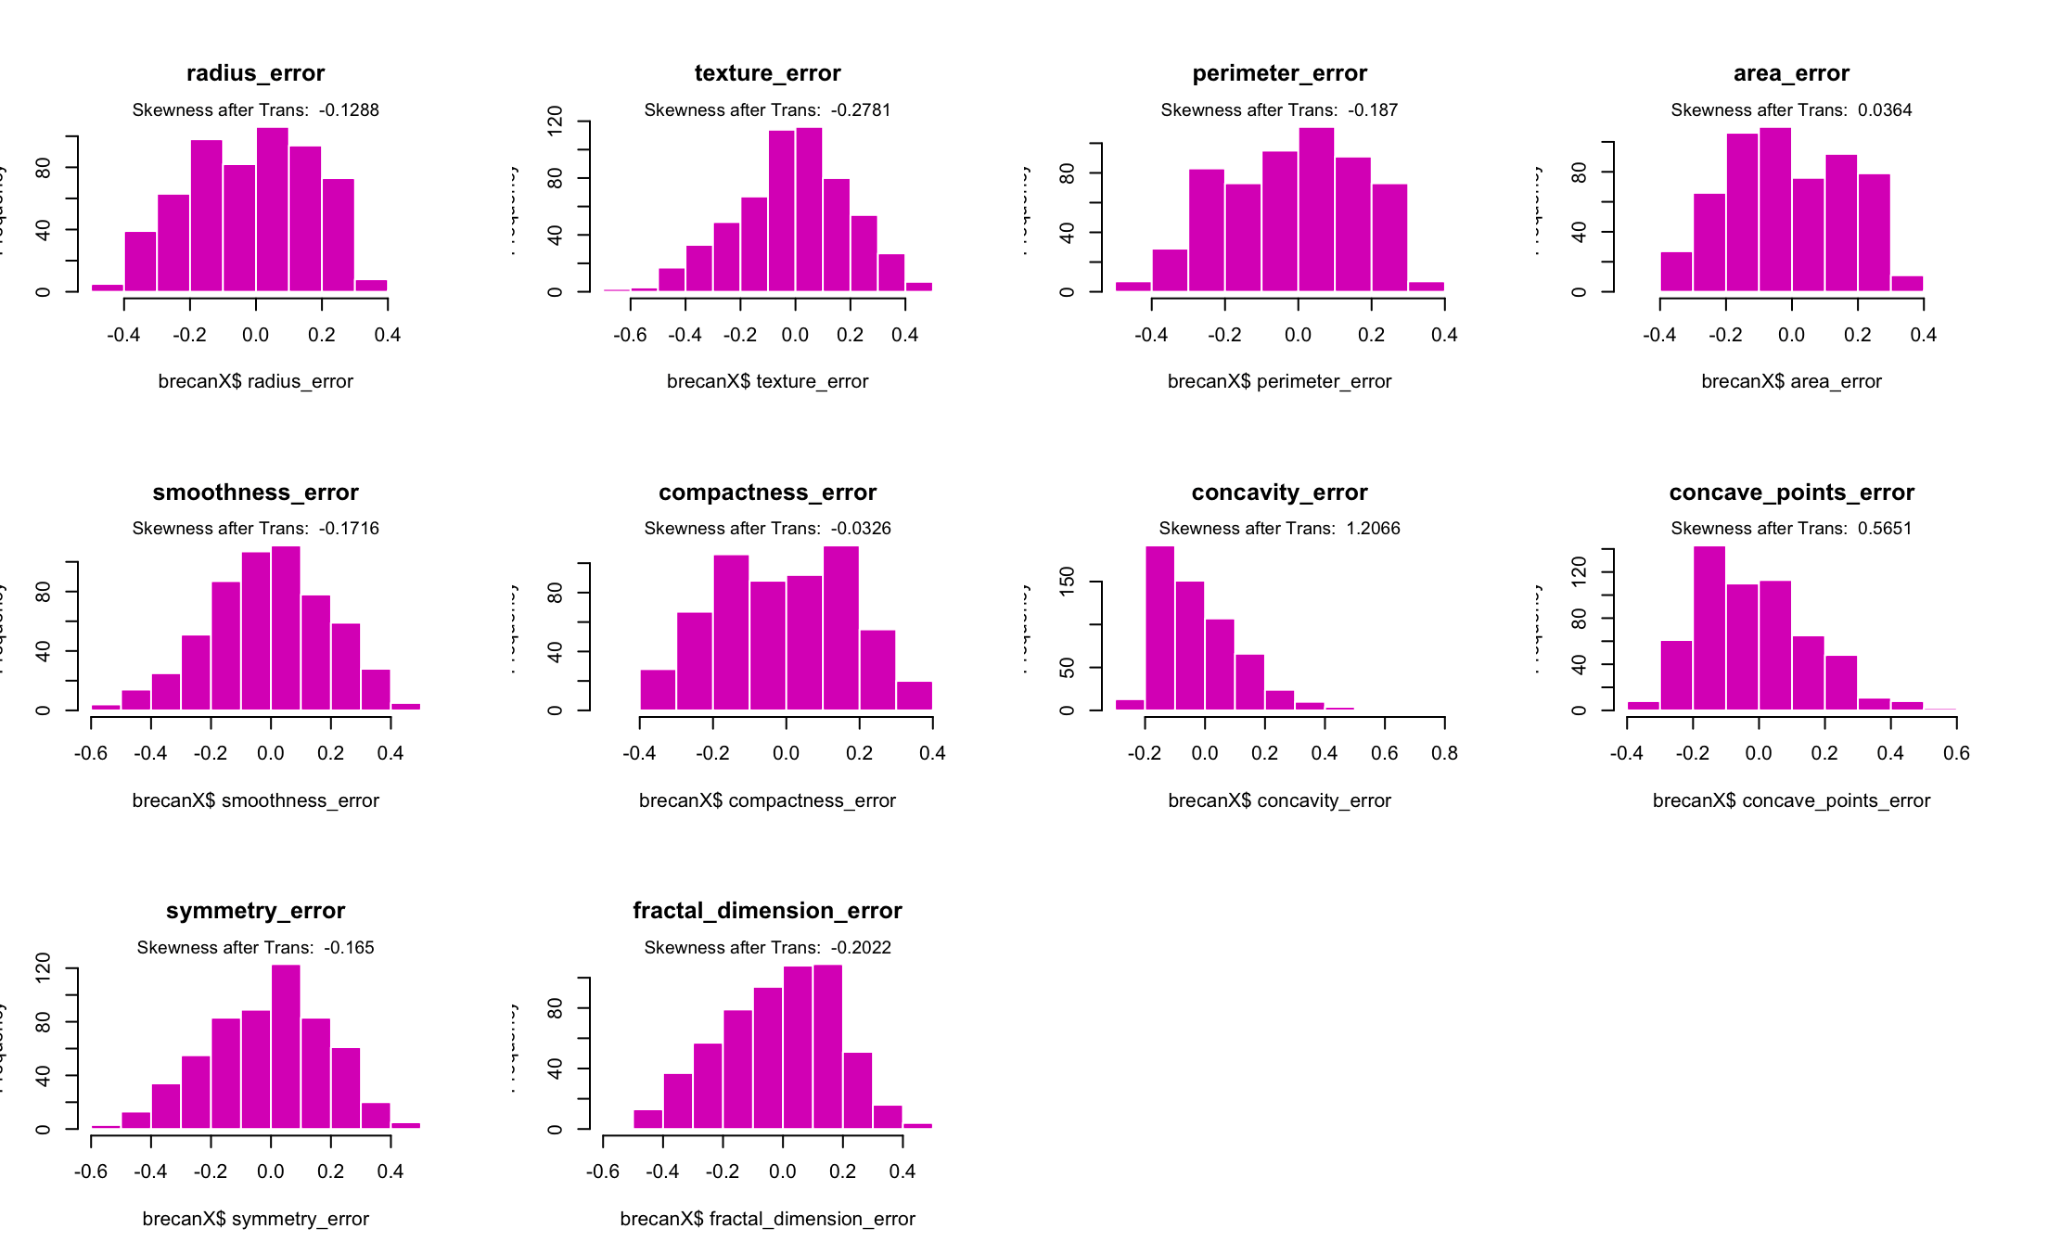 radius_error
Skewness after Trans: -0.1288
80
40
0
-0.4 -0.2 0.0 0.2 0.4
brecanX$ radius_error
texture_error
Skewness after Trans: -0.2781
120
80
40
0
-0.6 -0.4 -0.2 0.0 0.2 0.4
brecanX$ texture_error
perimeter_error
Skewness after Trans: -0.187
80
40
0
-0.4 -0.2 0.0 0.2 0.4
brecanX$ perimeter_error
area_error
Skewness after Trans: 0.0364
80
40
0
-0.4 -0.2 0.0 0.2 0.4
brecanX$ area_error
smoothness_error
Skewness after Trans: -0.1716
80
40
0
-0.6 -0.4 -0.2 0.0 0.2 0.4
brecanX$ smoothness_error
compactness_error
Skewness after Trans: -0.0326
80
40
0
-0.4 -0.2 0.0 0.2 0.4
brecanX$ compactness_error
concavity_error
Skewness after Trans: 1.2066
150
50
0
-0.2 0.0 0.2 0.4 0.6 0.8
brecanX$ concavity_error
concave_points_error
Skewness after Trans: 0.5651
120
80
40
0
-0.4 -0.2 0.0 0.2 0.4 0.6
brecanX$ concave_points_error
symmetry_error
Skewness after Trans: -0.165
120
80
40
0
-0.6 -0.4 -0.2 0.0 0.2 0.4
brecanX$ symmetry_error
fractal_dimension_error
Skewness after Trans: -0.2022
80
40
0
-0.6 -0.4 -0.2 0.0 0.2 0.4
brecanX$ fractal_dimension_error